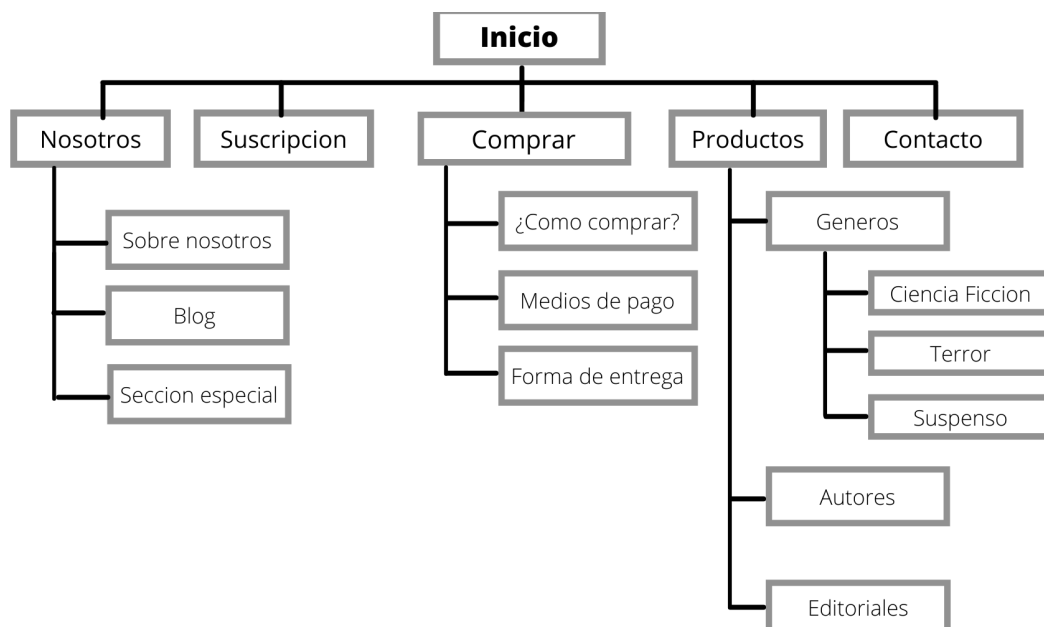 Inicio
Nosotros
Suscripcion
Comprar
Productos
Contacto
Sobre nosotros
Blog
Seccion especial
¿Como comprar?
Medios de pago
Forma de entrega
Generos
Ciencia Ficcion
Terror
Suspenso
Autores
Editoriales